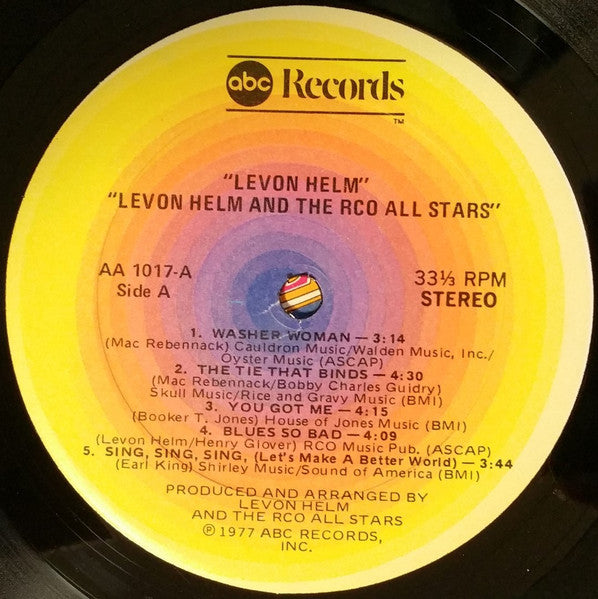 abc Records
TM
"LEVON HELM"
"LEVON HELM AND THE RCO ALL STARS"
AA 1017-A
Side A
33⅓ RPM
STEREO
1. WASHER WOMAN — 3:14
(Mac Rebennack) Cauldron Music/Walden Music, Inc./
Oyster Music (ASCAP)
2. THE TIE THAT BINDS — 4:30
(Mac Rebennack/Bobby Charles Guidry)
Skull Music/Rice and Gravy Music (BMI)
3. YOU GOT ME — 4:15
(Booker T. Jones) House of Jones Music (BMI)
4. BLUES SO BAD — 4:09
(Levon Helm/Henry Glover) RCO Music Pub. (ASCAP)
5. SING, SING, SING, (Let's Make A Better World) — 3:44
(Earl King) Shirley Music/Sound of America (BMI)
PRODUCED AND ARRANGED BY
LEVON HELM
AND THE RCO ALL STARS
℗ 1977 ABC RECORDS,
INC.